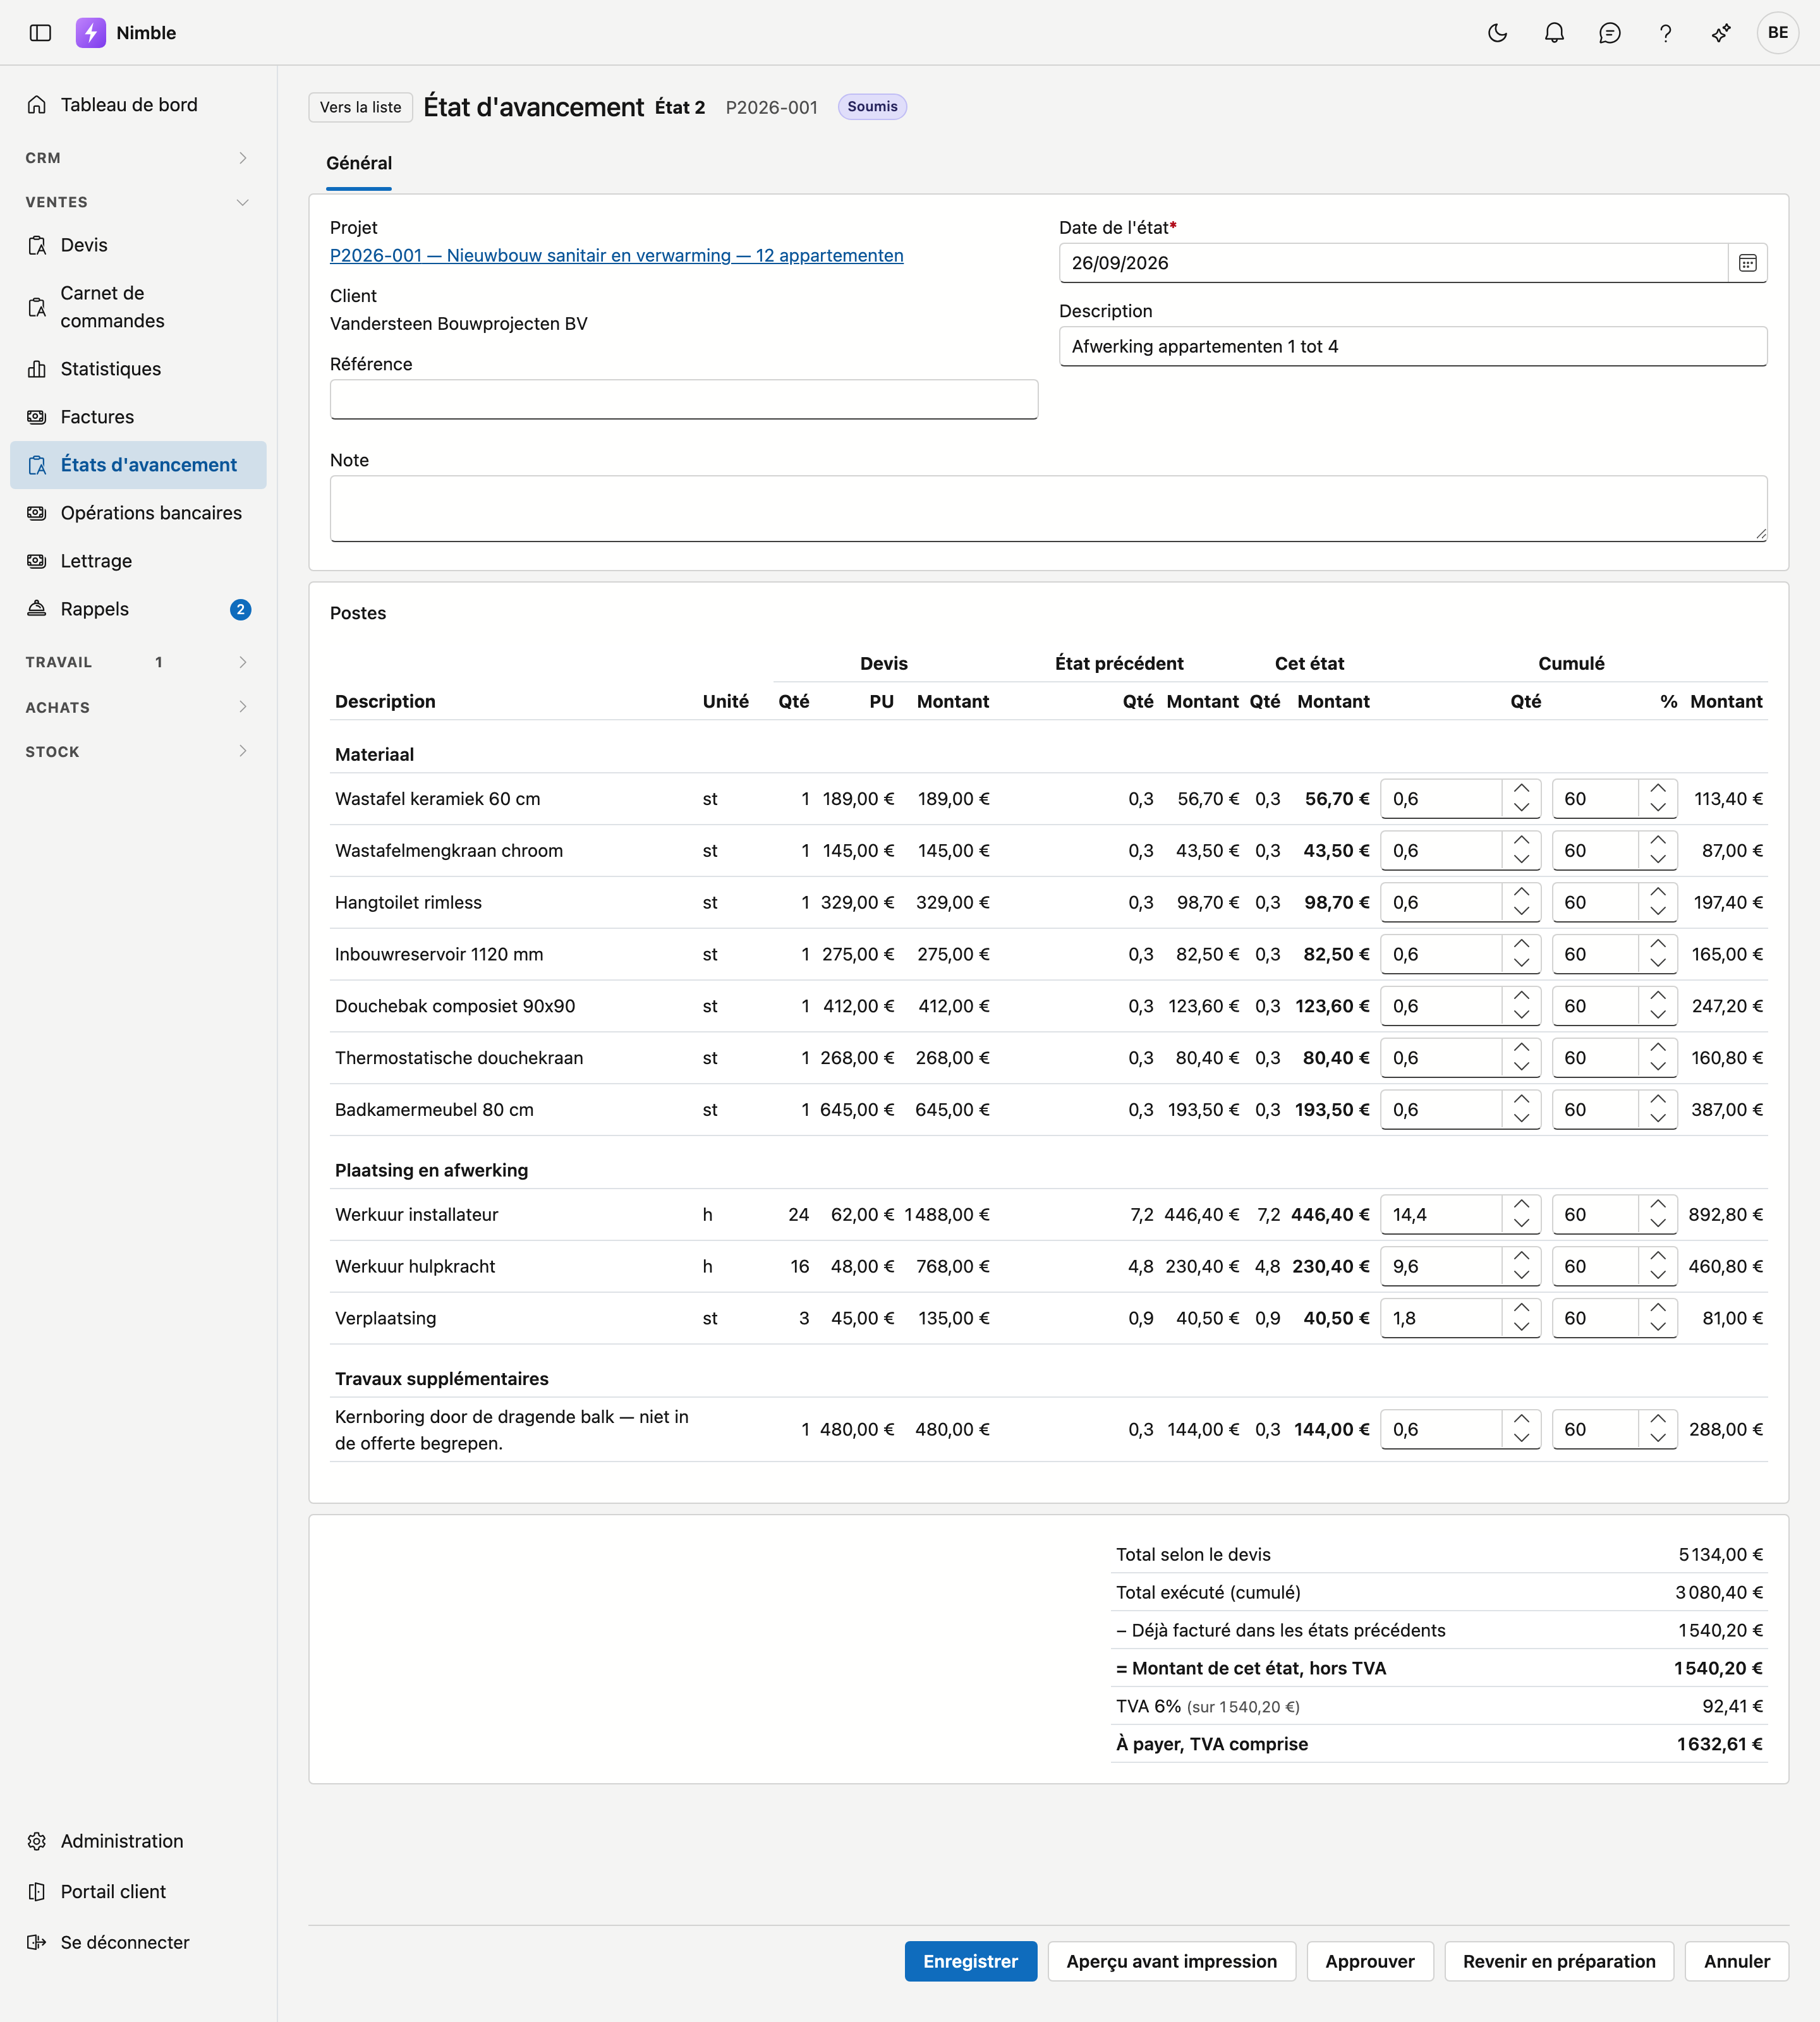 Nimble
BE
Tableau de bord
CRM
VENTES
Devis
Carnet de
commandes
Statistiques
Factures
États d'avancement
Opérations bancaires
Lettrage
Rappels 2
TRAVAIL 1
ACHATS
STOCK
Administration
Portail client
Se déconnecter
Vers la liste État d'avancement État 2 P2026-001 Soumis
Général
Projet
P2026-001 — Nieuwbouw sanitair en verwarming — 12 appartementen
Client
Vandersteen Bouwprojecten BV
Référence
Date de l'état*
26/09/2026
Description
Afwerking appartementen 1 tot 4
Note
Postes
Devis État précédent Cet état Cumulé
Description Unité Qté PU Montant Qté Montant Qté Montant Qté % Montant
Materiaal
Wastafel keramiek 60 cm st 1 189,00 € 189,00 € 0,3 56,70 € 0,3 56,70 € 0,6 60 113,40 €
Wastafelmengkraan chroom st 1 145,00 € 145,00 € 0,3 43,50 € 0,3 43,50 € 0,6 60 87,00 €
Hangtoilet rimless st 1 329,00 € 329,00 € 0,3 98,70 € 0,3 98,70 € 0,6 60 197,40 €
Inbouwreservoir 1120 mm st 1 275,00 € 275,00 € 0,3 82,50 € 0,3 82,50 € 0,6 60 165,00 €
Douchebak composiet 90x90 st 1 412,00 € 412,00 € 0,3 123,60 € 0,3 123,60 € 0,6 60 247,20 €
Thermostatische douchekraan st 1 268,00 € 268,00 € 0,3 80,40 € 0,3 80,40 € 0,6 60 160,80 €
Badkamermeubel 80 cm st 1 645,00 € 645,00 € 0,3 193,50 € 0,3 193,50 € 0,6 60 387,00 €
Plaatsing en afwerking
Werkuur installateur h 24 62,00 € 1 488,00 € 7,2 446,40 € 7,2 446,40 € 14,4 60 892,80 €
Werkuur hulpkracht h 16 48,00 € 768,00 € 4,8 230,40 € 4,8 230,40 € 9,6 60 460,80 €
Verplaatsing st 3 45,00 € 135,00 € 0,9 40,50 € 0,9 40,50 € 1,8 60 81,00 €
Travaux supplémentaires
Kernboring door de dragende balk — niet in
de offerte begrepen. 1 480,00 € 480,00 € 0,3 144,00 € 0,3 144,00 € 0,6 60 288,00 €
Total selon le devis 5 134,00 €
Total exécuté (cumulé) 3 080,40 €
– Déjà facturé dans les états précédents 1 540,20 €
= Montant de cet état, hors TVA 1 540,20 €
TVA 6% (sur 1 540,20 €) 92,41 €
À payer, TVA comprise 1 632,61 €
Enregistrer Aperçu avant impression Approuver Revenir en préparation Annuler